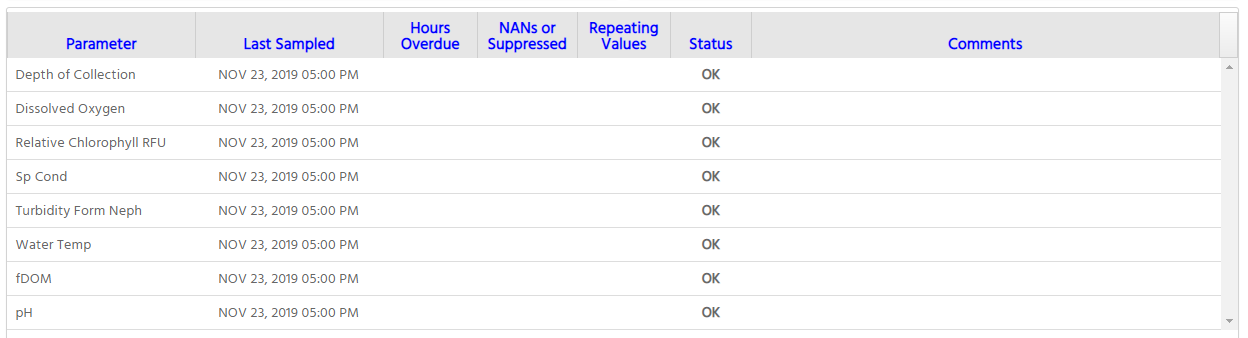 Parameter Last Sampled Hours Overdue NANs or Suppressed Repeating Values Status Comments
Depth of Collection NOV 23, 2019 05:00 PM OK
Dissolved Oxygen NOV 23, 2019 05:00 PM OK
Relative Chlorophyll RFU NOV 23, 2019 05:00 PM OK
Sp Cond NOV 23, 2019 05:00 PM OK
Turbidity Form Neph NOV 23, 2019 05:00 PM OK
Water Temp NOV 23, 2019 05:00 PM OK
fDOM NOV 23, 2019 05:00 PM OK
pH NOV 23, 2019 05:00 PM OK